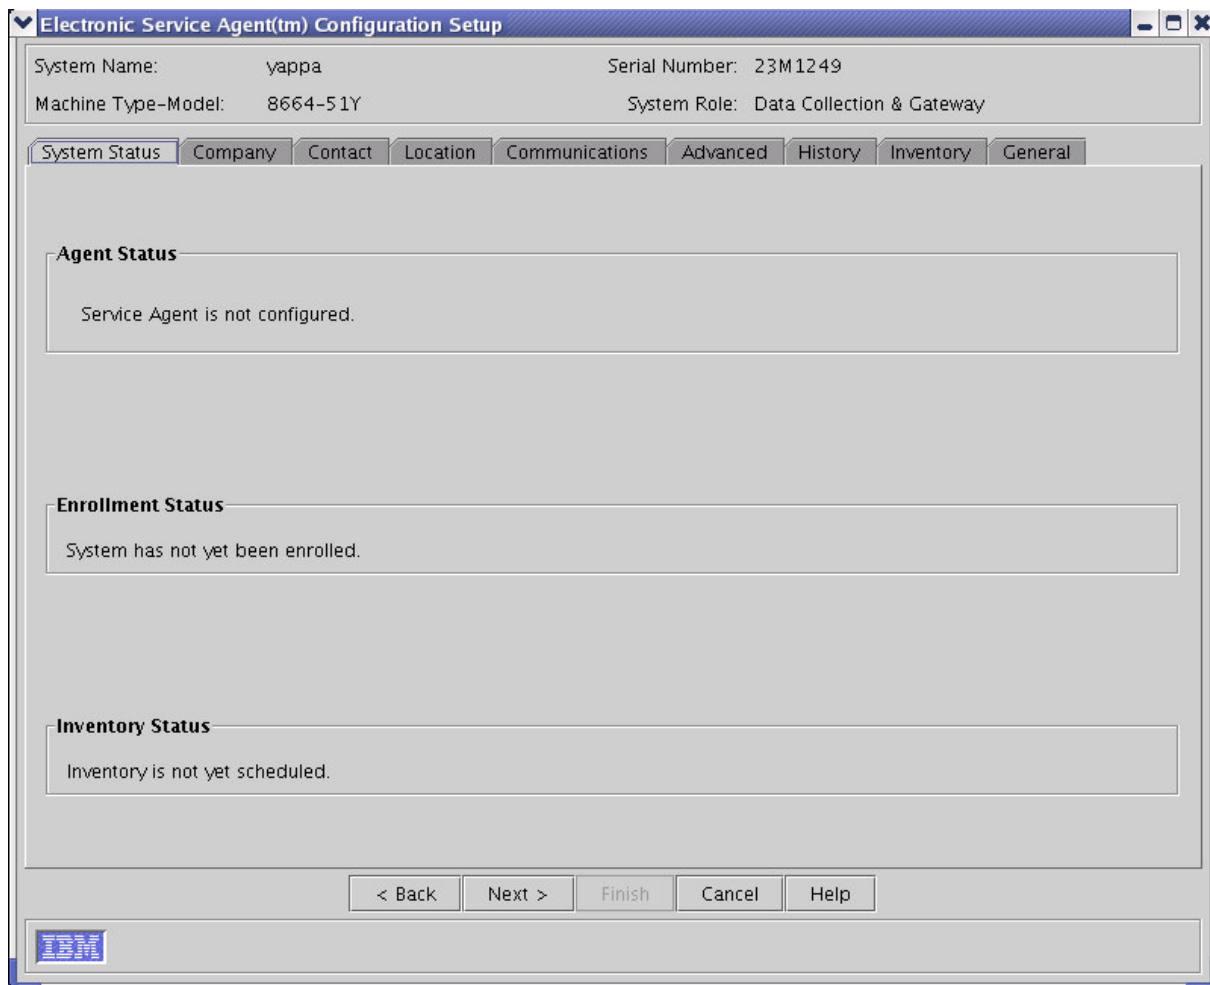 Electronic Service Agent(tm) Configuration Setup
System Name: yappa Serial Number: 23M1249
Machine Type-Model: 8664-51Y System Role: Data Collection & Gateway
System Status Company Contact Location Communications Advanced History Inventory General
Agent Status
Service Agent is not configured.
Enrollment Status
System has not yet been enrolled.
Inventory Status
Inventory is not yet scheduled.
< Back Next > Finish Cancel Help
IBM